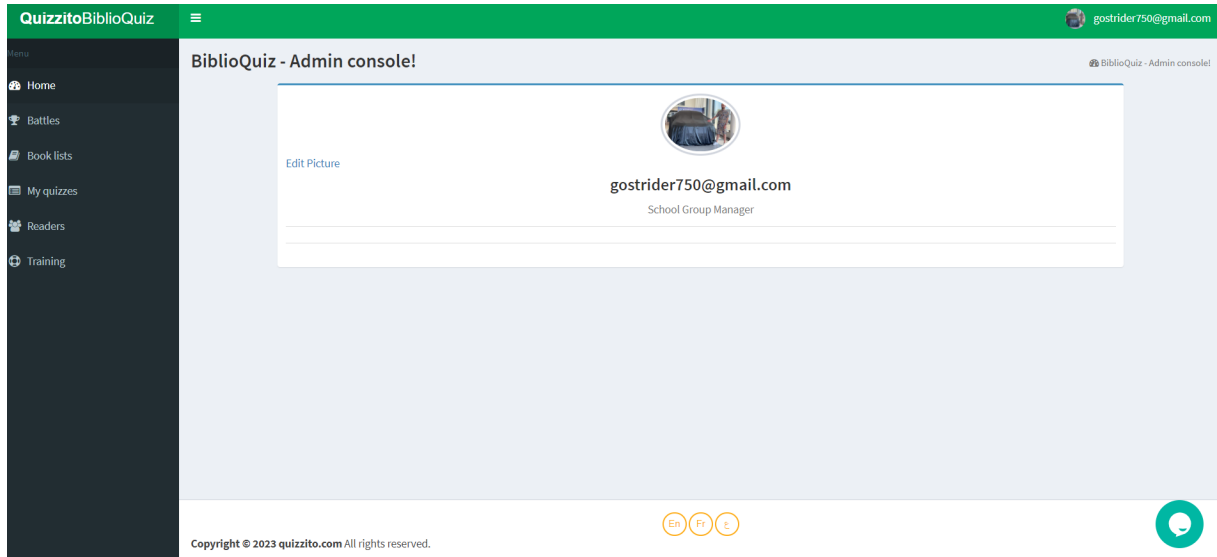 QuizzitoBiblioQuiz
gostrider750@gmail.com
Menu
Home
Battles
Book lists
My quizzes
Readers
Training
BiblioQuiz - Admin console!
BiblioQuiz - Admin console!
Edit Picture
gostrider750@gmail.com
School Group Manager
En Fr ع
Copyright © 2023 quizzito.com All rights reserved.